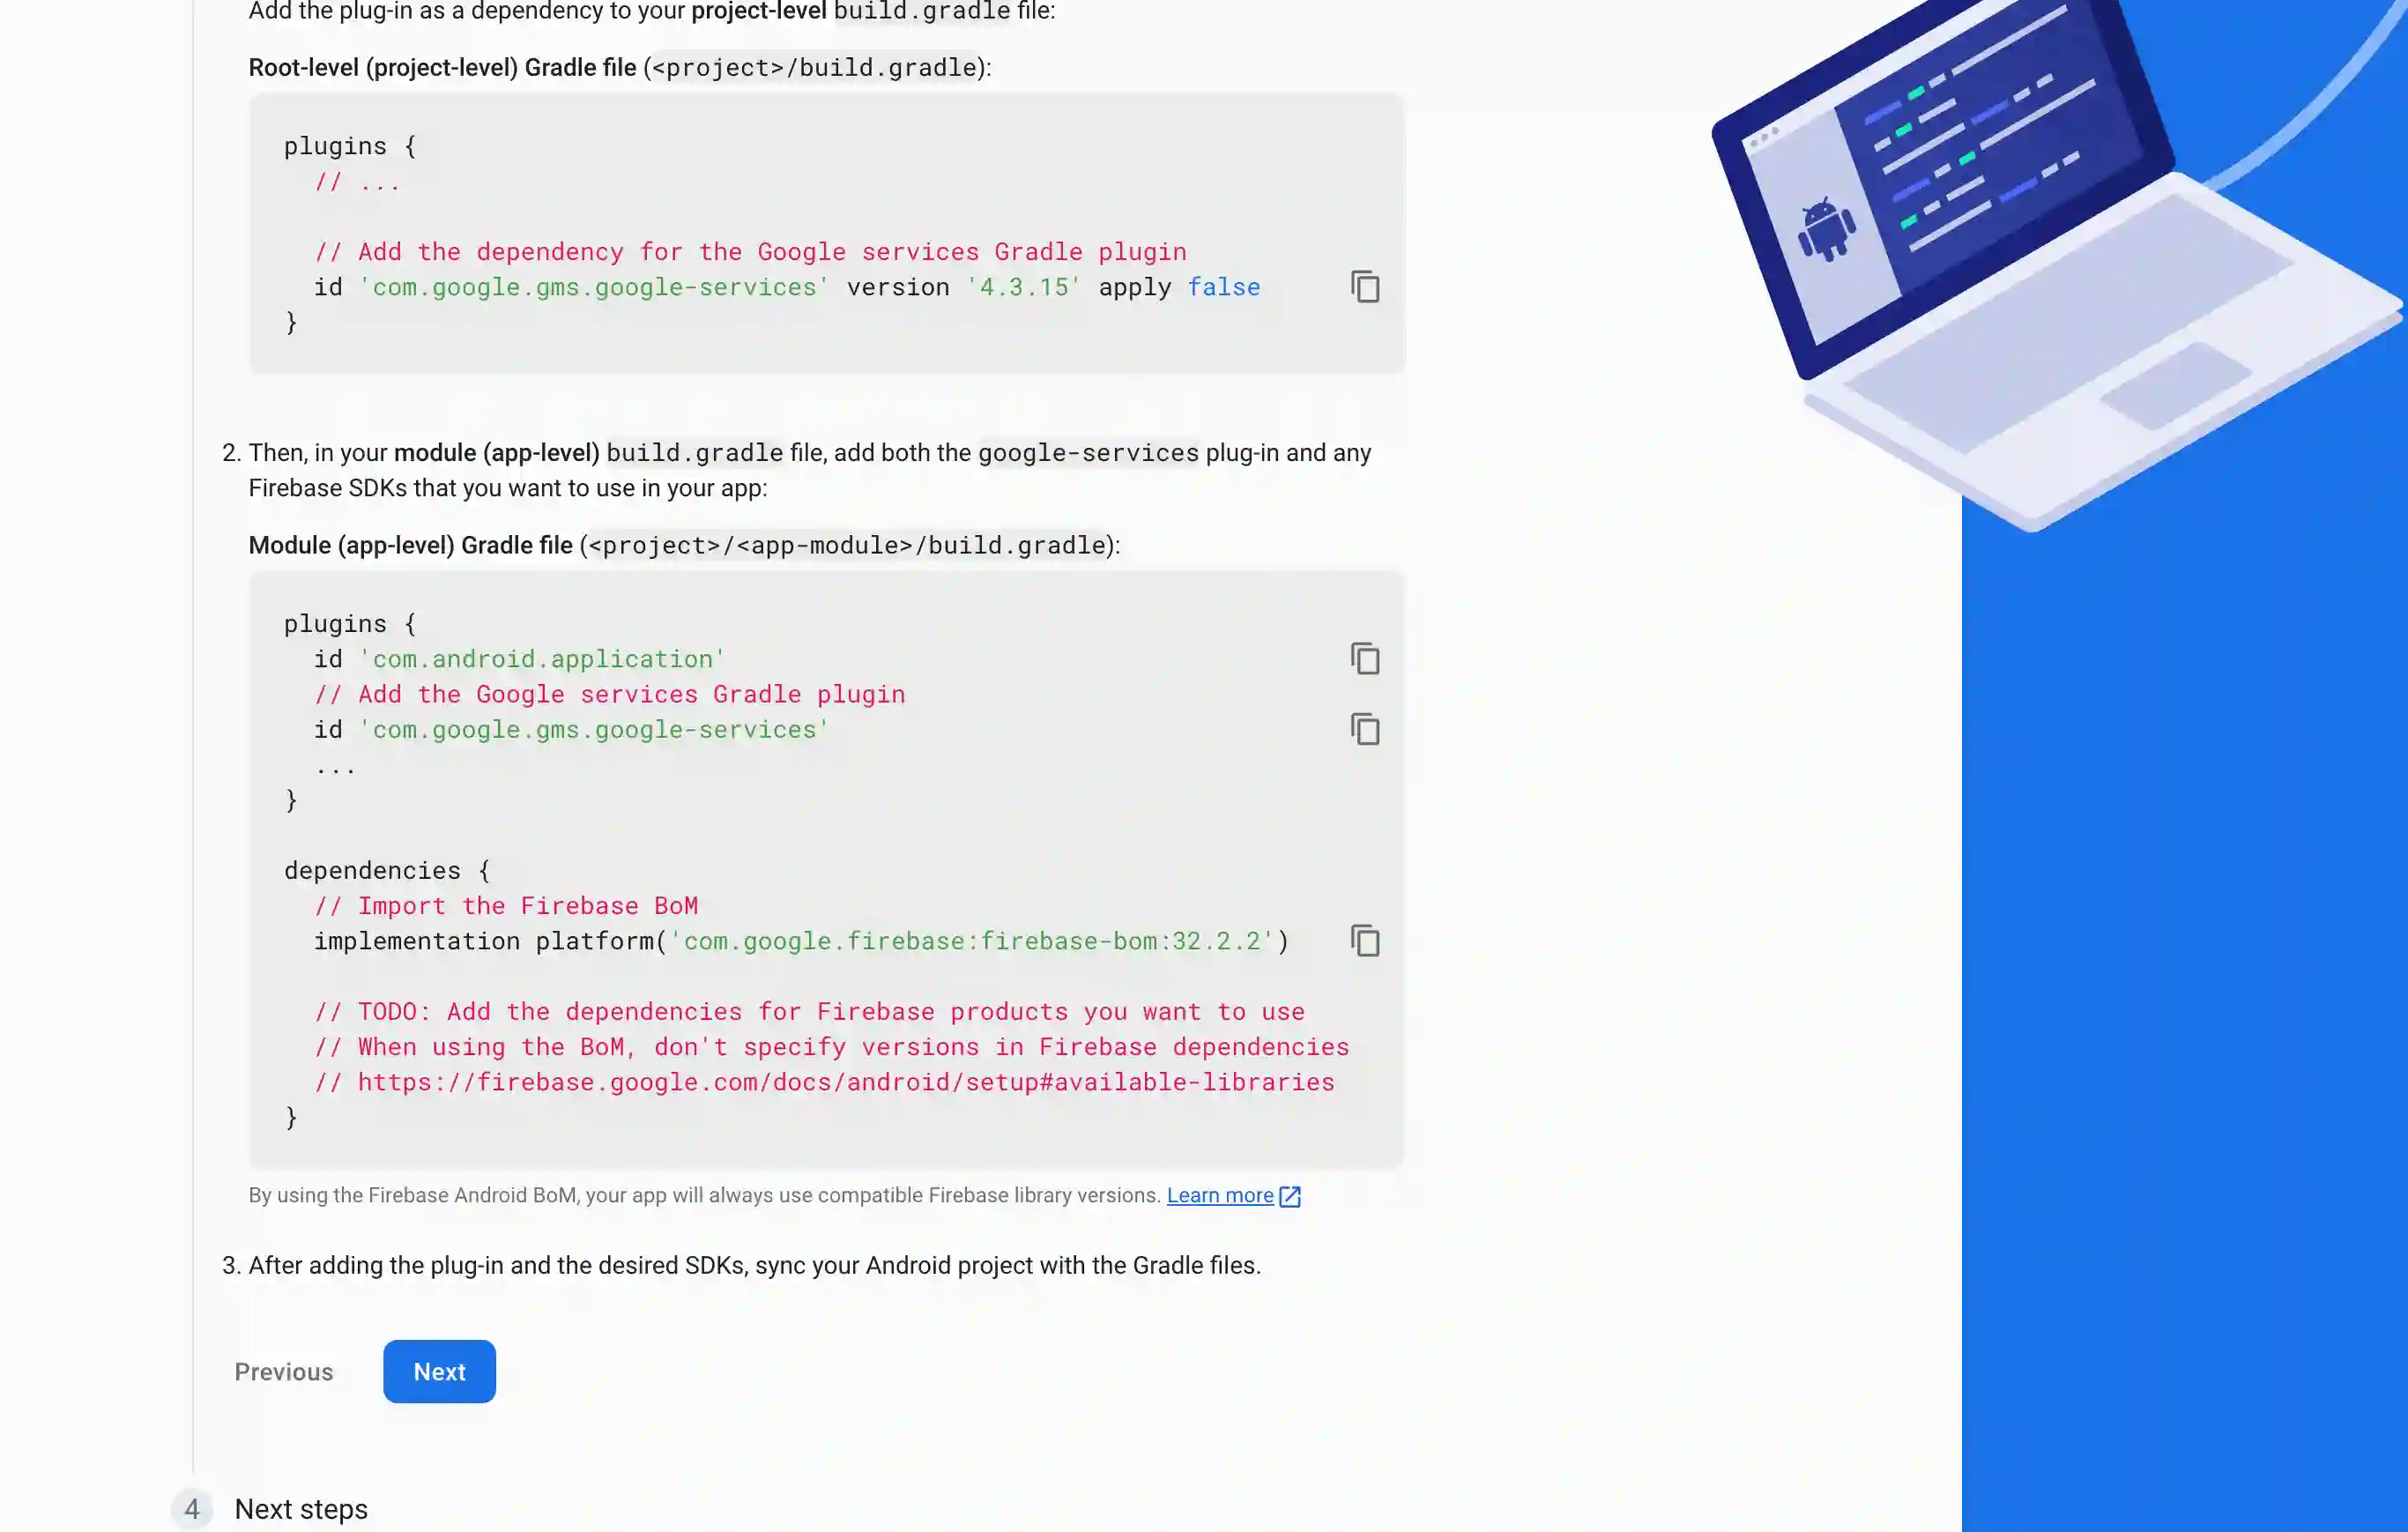 Add the plug-in as a dependency to your project-level build.gradle file:
Root-level (project-level) Gradle file (<project>/build.gradle):
plugins {
  // ...
  // Add the dependency for the Google services Gradle plugin
  id 'com.google.gms.google-services' version '4.3.15' apply false
}
2. Then, in your module (app-level) build.gradle file, add both the google-services plug-in and any
Firebase SDKs that you want to use in your app:
Module (app-level) Gradle file (<project>/<app-module>/build.gradle):
plugins {
  id 'com.android.application'
  // Add the Google services Gradle plugin
  id 'com.google.gms.google-services'
  ...
}
dependencies {
  // Import the Firebase BoM
  implementation platform('com.google.firebase:firebase-bom:32.2.2')
  // TODO: Add the dependencies for Firebase products you want to use
  // When using the BoM, don't specify versions in Firebase dependencies
  // https://firebase.google.com/docs/android/setup#available-libraries
}
By using the Firebase Android BoM, your app will always use compatible Firebase library versions. Learn more
3. After adding the plug-in and the desired SDKs, sync your Android project with the Gradle files.
Previous Next
4 Next steps